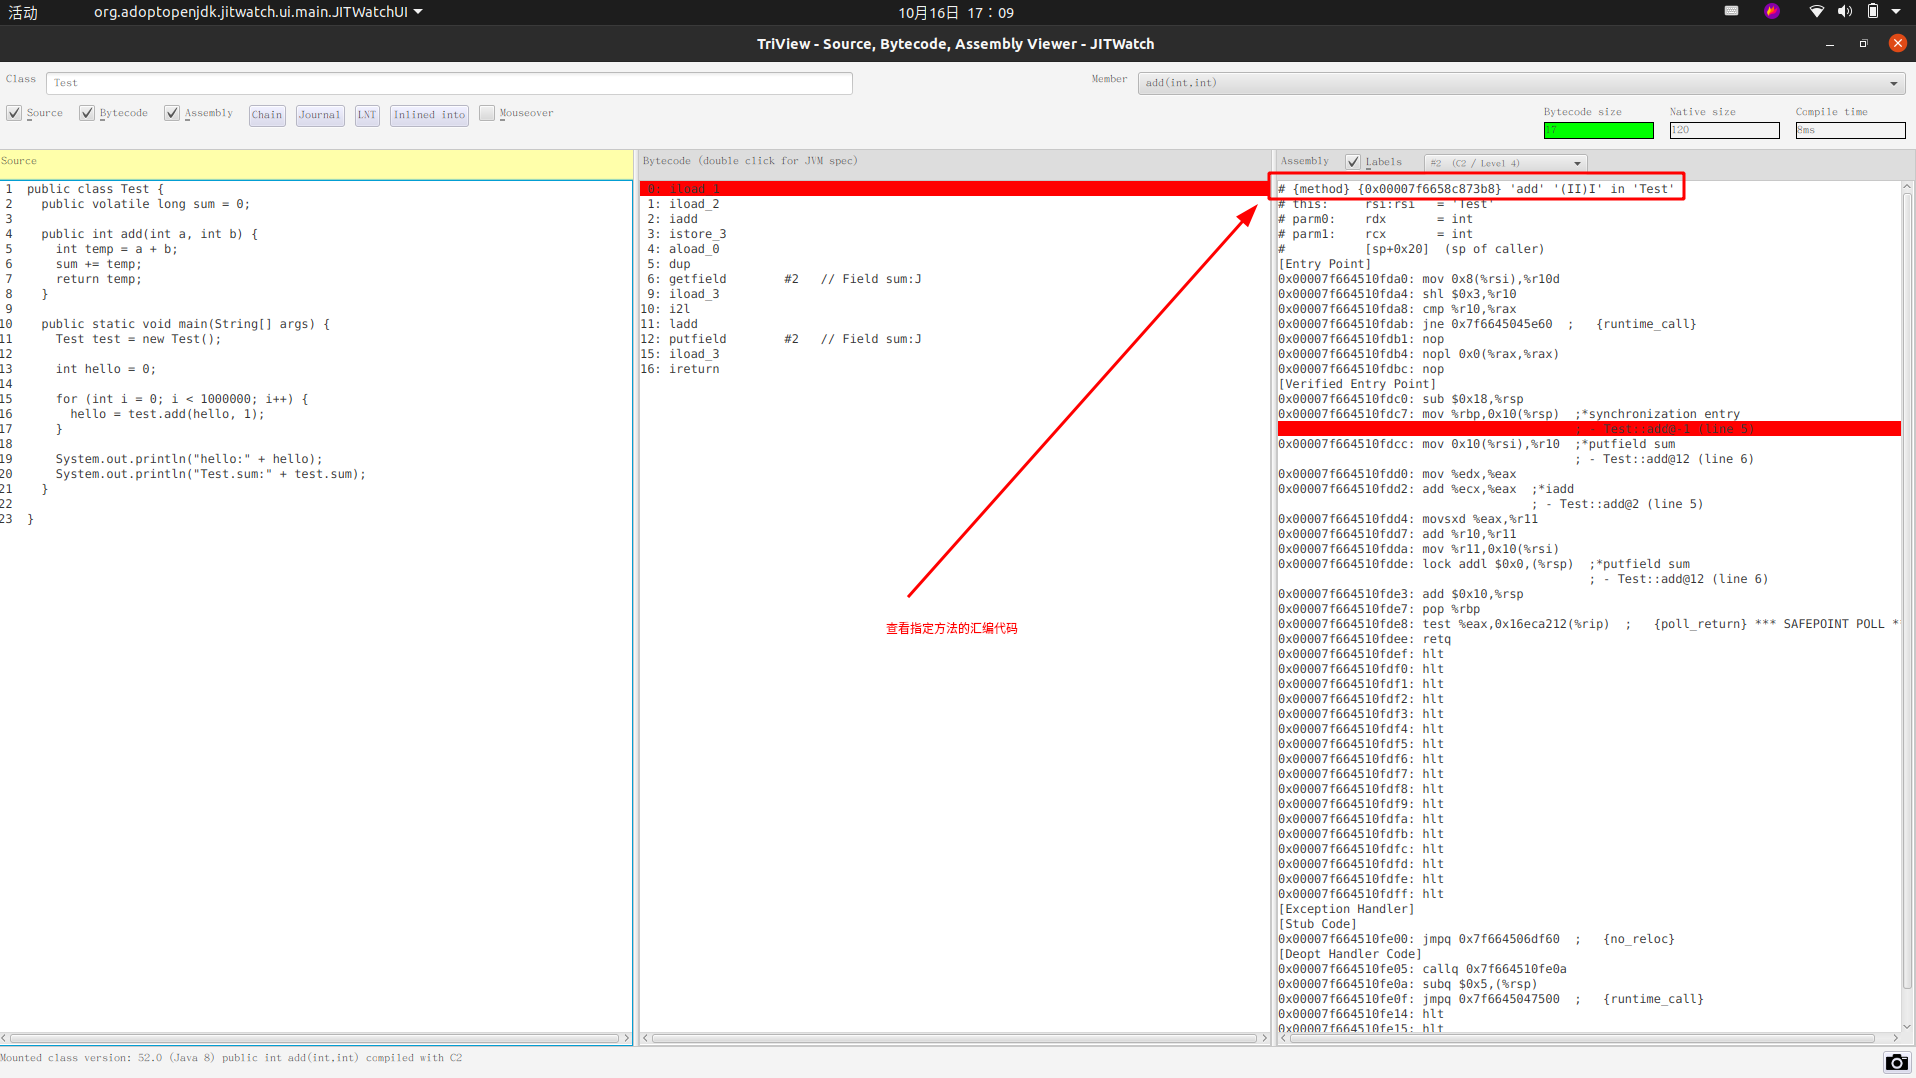 活动
org.adoptopenjdk.jitwatch.ui.main.JITWatchUI
10月16日 17：09
TriView - Source, Bytecode, Assembly Viewer - JITWatch
Class
Test
Member
add(int,int)
Source
Bytecode
Assembly
Chain
Journal
LNT
Inlined into
Mouseover
Bytecode size
17
Native size
120
Compile time
8ms
Source
1 public class Test {
2 public volatile long sum = 0;
3
4 public int add(int a, int b) {
5 int temp = a + b;
6 sum += temp;
7 return temp;
8 }
9
10 public static void main(String[] args) {
11 Test test = new Test();
12
13 int hello = 0;
14
15 for (int i = 0; i < 1000000; i++) {
16 hello = test.add(hello, 1);
17 }
18
19 System.out.println("hello:" + hello);
20 System.out.println("Test.sum:" + test.sum);
21 }
22
23 }
Bytecode (double click for JVM spec)
0: iload_1
1: iload_2
2: iadd
3: istore_3
4: aload_0
5: dup
6: getfield #2 // Field sum:J
9: iload_3
10: i2l
11: ladd
12: putfield #2 // Field sum:J
15: iload_3
16: ireturn
查看指定方法的汇编代码
Assembly
Labels
#2 (C2 / Level 4)
# {method} {0x00007f6658c873b8} 'add' '(II)I' in 'Test'
# this: rsi:rsi = 'Test'
# parm0: rdx = int
# parm1: rcx = int
# [sp+0x20] (sp of caller)
[Entry Point]
0x00007f664510fda0: mov 0x8(%rsi),%r10d
0x00007f664510fda4: shl $0x3,%r10
0x00007f664510fda8: cmp %r10,%rax
0x00007f664510fdab: jne 0x7f6645045e60 ; {runtime_call}
0x00007f664510fdb1: nop
0x00007f664510fdb4: nopl 0x0(%rax,%rax)
0x00007f664510fdbc: nop
[Verified Entry Point]
0x00007f664510fdc0: sub $0x18,%rsp
0x00007f664510fdc7: mov %rbp,0x10(%rsp) ;*synchronization entry
; - Test::add@-1 (line 5)
0x00007f664510fdcc: mov 0x10(%rsi),%r10 ;*putfield sum
; - Test::add@12 (line 6)
0x00007f664510fdd0: mov %edx,%eax
0x00007f664510fdd2: add %ecx,%eax ;*iadd
; - Test::add@2 (line 5)
0x00007f664510fdd4: movsxd %eax,%r11
0x00007f664510fdd7: add %r10,%r11
0x00007f664510fdda: mov %r11,0x10(%rsi)
0x00007f664510fdde: lock addl $0x0,(%rsp) ;*putfield sum
; - Test::add@12 (line 6)
0x00007f664510fde3: add $0x10,%rsp
0x00007f664510fde7: pop %rbp
0x00007f664510fde8: test %eax,0x16eca212(%rip) ; {poll_return} *** SAFEPOINT POLL *
0x00007f664510fdee: retq
0x00007f664510fdef: hlt
0x00007f664510fdf0: hlt
0x00007f664510fdf1: hlt
0x00007f664510fdf2: hlt
0x00007f664510fdf3: hlt
0x00007f664510fdf4: hlt
0x00007f664510fdf5: hlt
0x00007f664510fdf6: hlt
0x00007f664510fdf7: hlt
0x00007f664510fdf8: hlt
0x00007f664510fdf9: hlt
0x00007f664510fdfa: hlt
0x00007f664510fdfb: hlt
0x00007f664510fdfc: hlt
0x00007f664510fdfd: hlt
0x00007f664510fdfe: hlt
0x00007f664510fdff: hlt
[Exception Handler]
[Stub Code]
0x00007f664510fe00: jmpq 0x7f664506df60 ; {no_reloc}
[Deopt Handler Code]
0x00007f664510fe05: callq 0x7f664510fe0a
0x00007f664510fe0a: subq $0x5,(%rsp)
0x00007f664510fe0f: jmpq 0x7f6645047500 ; {runtime_call}
0x00007f664510fe14: hlt
0x00007f664510fe15: hlt
Mounted class version: 52.0 (Java 8) public int add(int,int) compiled with C2